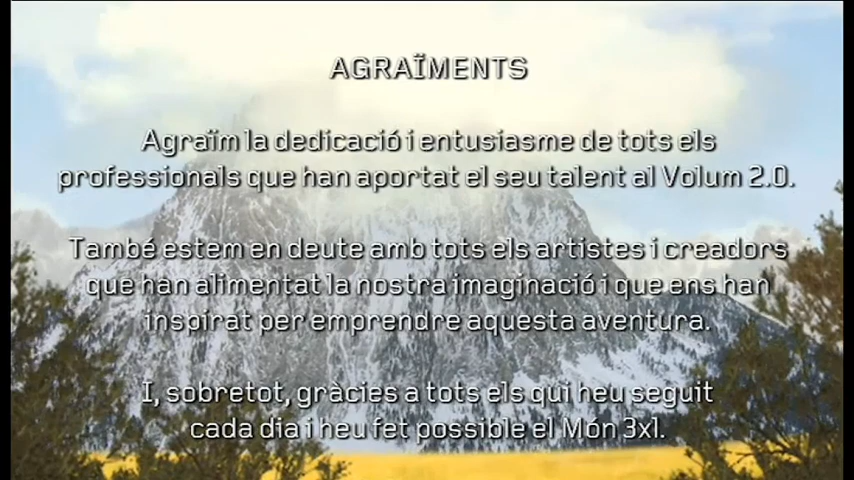 AGRAÏMENTS
Agraïm la dedicació i entusiasme de tots els
professionals que han aportat el seu talent al Volum 2.0.
També estem en deute amb tots els artistes i creadors
que han alimentat la nostra imaginació i que ens han
inspirat per emprendre aquesta aventura.
I, sobretot, gràcies a tots els qui heu seguit
cada dia i heu fet possible el Món 3xl.